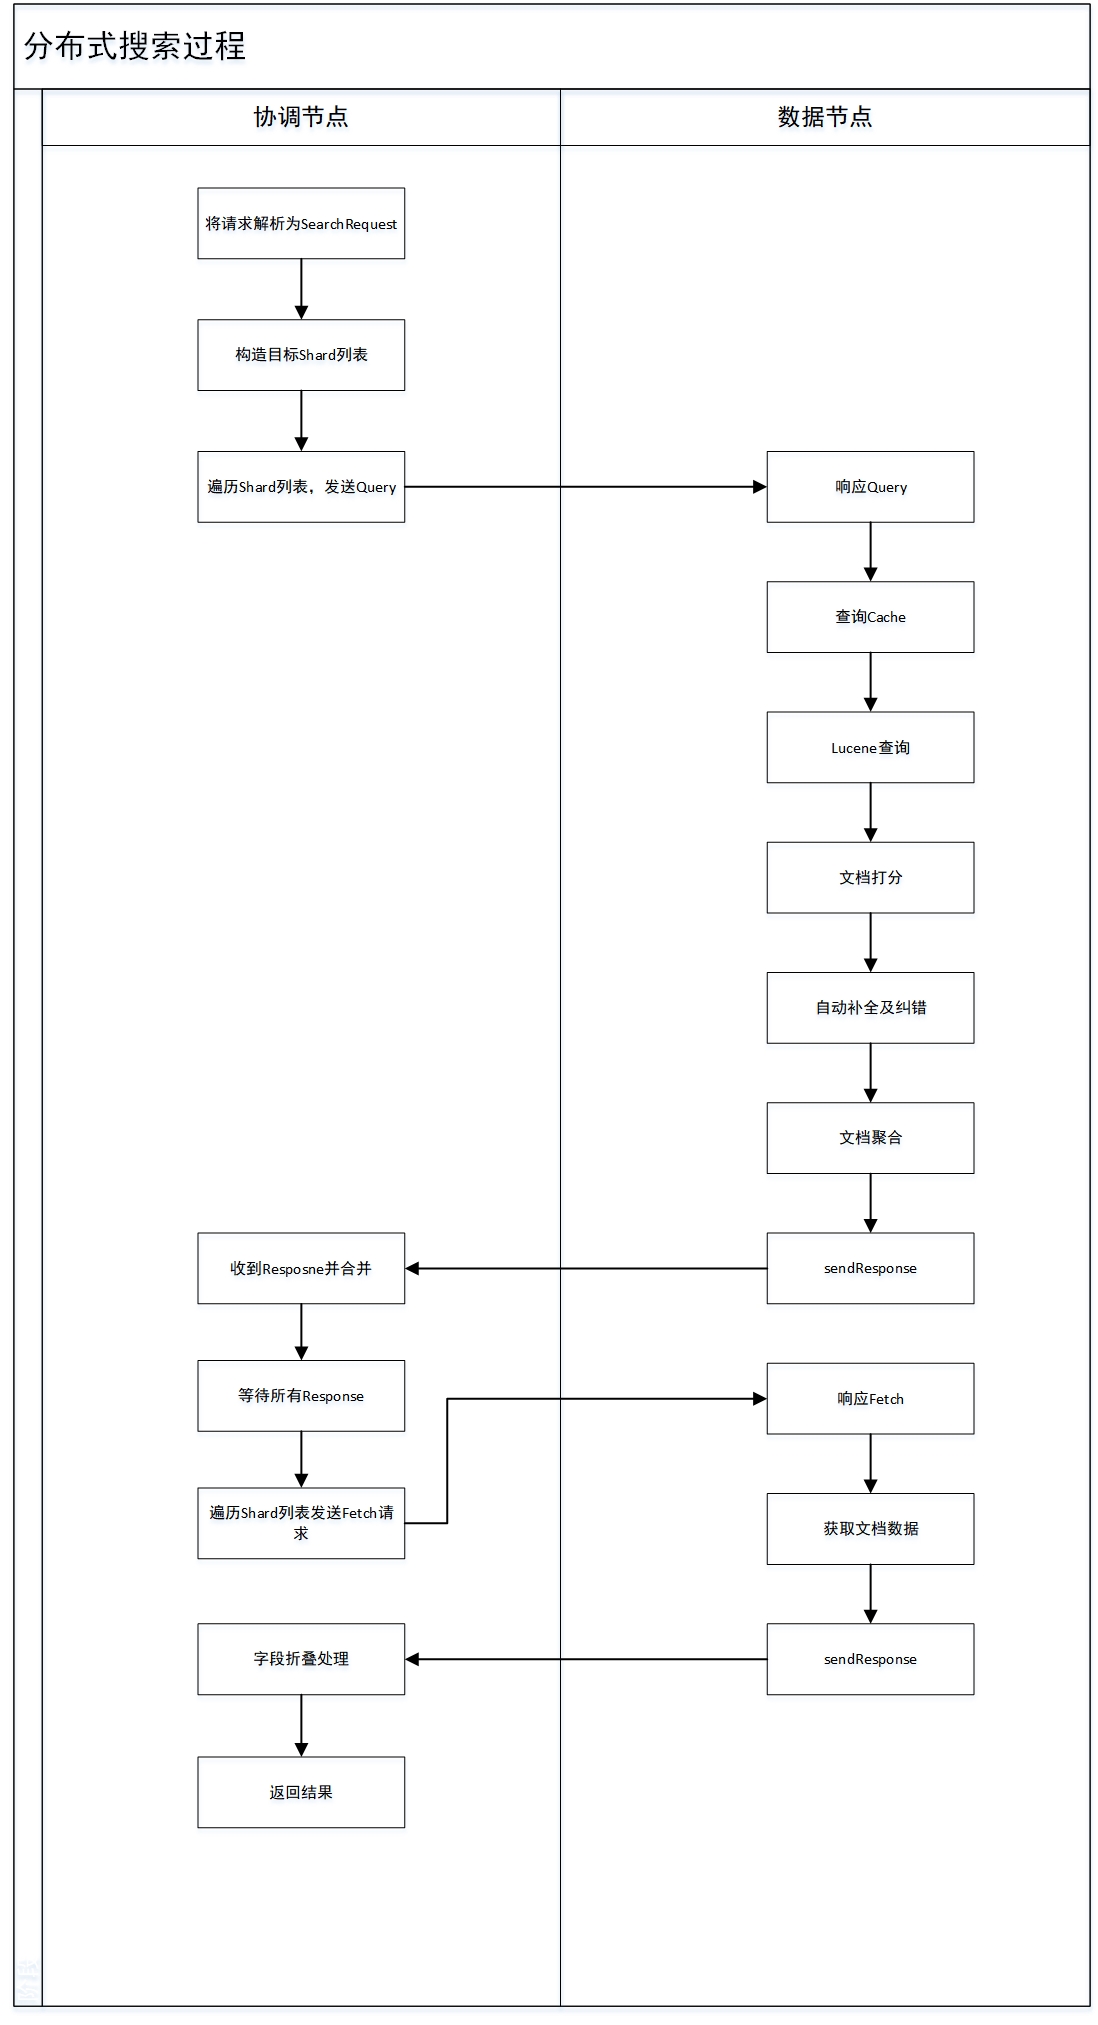 分布式搜索过程
协调节点
数据节点
将请求解析为SearchRequest
构造目标Shard列表
遍历Shard列表，发送Query
响应Query
查询Cache
Lucene查询
文档打分
自动补全及纠错
文档聚合
sendResponse
收到Resposne并合并
等待所有Response
遍历Shard列表发送Fetch请
求
响应Fetch
获取文档数据
sendResponse
字段折叠处理
返回结果